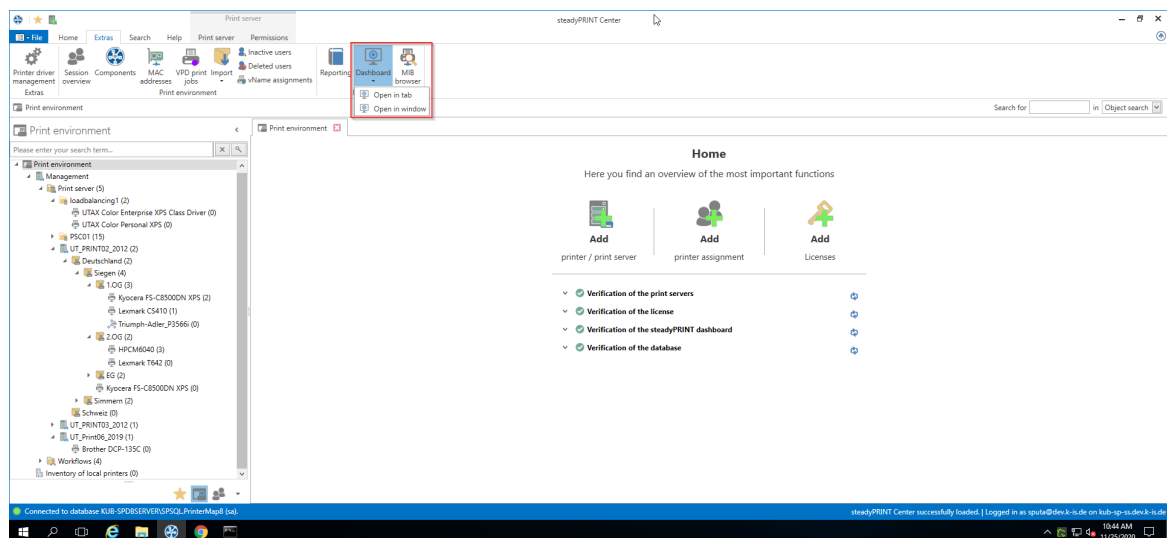 Print server
steadyPRINT Center
File Home Extras Search Help Print server Permissions
Printer driver management
Session overview
Components
MAC addresses
VPD print jobs
Import
Inactive users
Deleted users
vName assignments
Reporting
Dashboard
MIB browser
Extras
Print environment
Open in tab
Open in window
Print environment
Search for
in Object search
Print environment
Print environment
Please enter your search term...
Print environment
Management
Print server (5)
loadbalancing1 (2)
UTAX Color Enterprise XPS Class Driver (0)
UTAX Color Personal XPS (0)
PSC01 (15)
UT_PRINT02_2012 (2)
Deutschland (2)
Siegen (4)
1.OG (3)
Kyocera FS-C8500DN XPS (2)
Lexmark CS410 (1)
Triumph-Adler_P3566i (0)
2.OG (2)
HPCM6040 (3)
Lexmark T642 (0)
EG (2)
Kyocera FS-C8500DN XPS (0)
Simmern (2)
Schweiz (0)
UT_PRINT03_2012 (1)
UT_Print06_2019 (1)
Brother DCP-135C (0)
Workflows (4)
Inventory of local printers (0)
Home
Here you find an overview of the most important functions
Add
printer / print server
Add
printer assignment
Add
Licenses
Verification of the print servers
Verification of the license
Verification of the steadyPRINT dashboard
Verification of the database
Connected to database KUB-SPDBSERVER\SPSQL.PrinterMap8 (sa).
steadyPRINT Center successfully loaded. | Logged in as sputa@dev.k-is.de on kub-sp-ss.dev.k-is.de
10:44 AM
11/25/2020